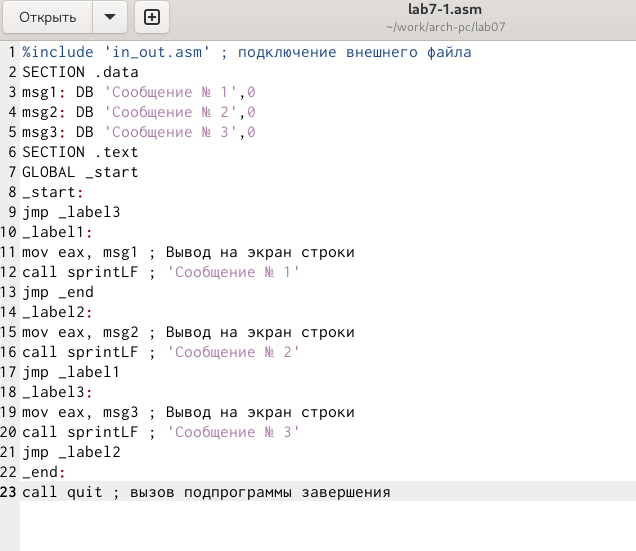 Открыть
lab7-1.asm
~/work/arch-pc/lab07
1 %include 'in_out.asm' ; подключение внешнего файла
2 SECTION .data
3 msg1: DB 'Сообщение № 1',0
4 msg2: DB 'Сообщение № 2',0
5 msg3: DB 'Сообщение № 3',0
6 SECTION .text
7 GLOBAL _start
8 _start:
9 jmp _label3
10 _label1:
11 mov eax, msg1 ; Вывод на экран строки
12 call sprintLF ; 'Сообщение № 1'
13 jmp _end
14 _label2:
15 mov eax, msg2 ; Вывод на экран строки
16 call sprintLF ; 'Сообщение № 2'
17 jmp _label1
18 _label3:
19 mov eax, msg3 ; Вывод на экран строки
20 call sprintLF ; 'Сообщение № 3'
21 jmp _label2
22 _end:
23 call quit ; вызов подпрограммы завершения